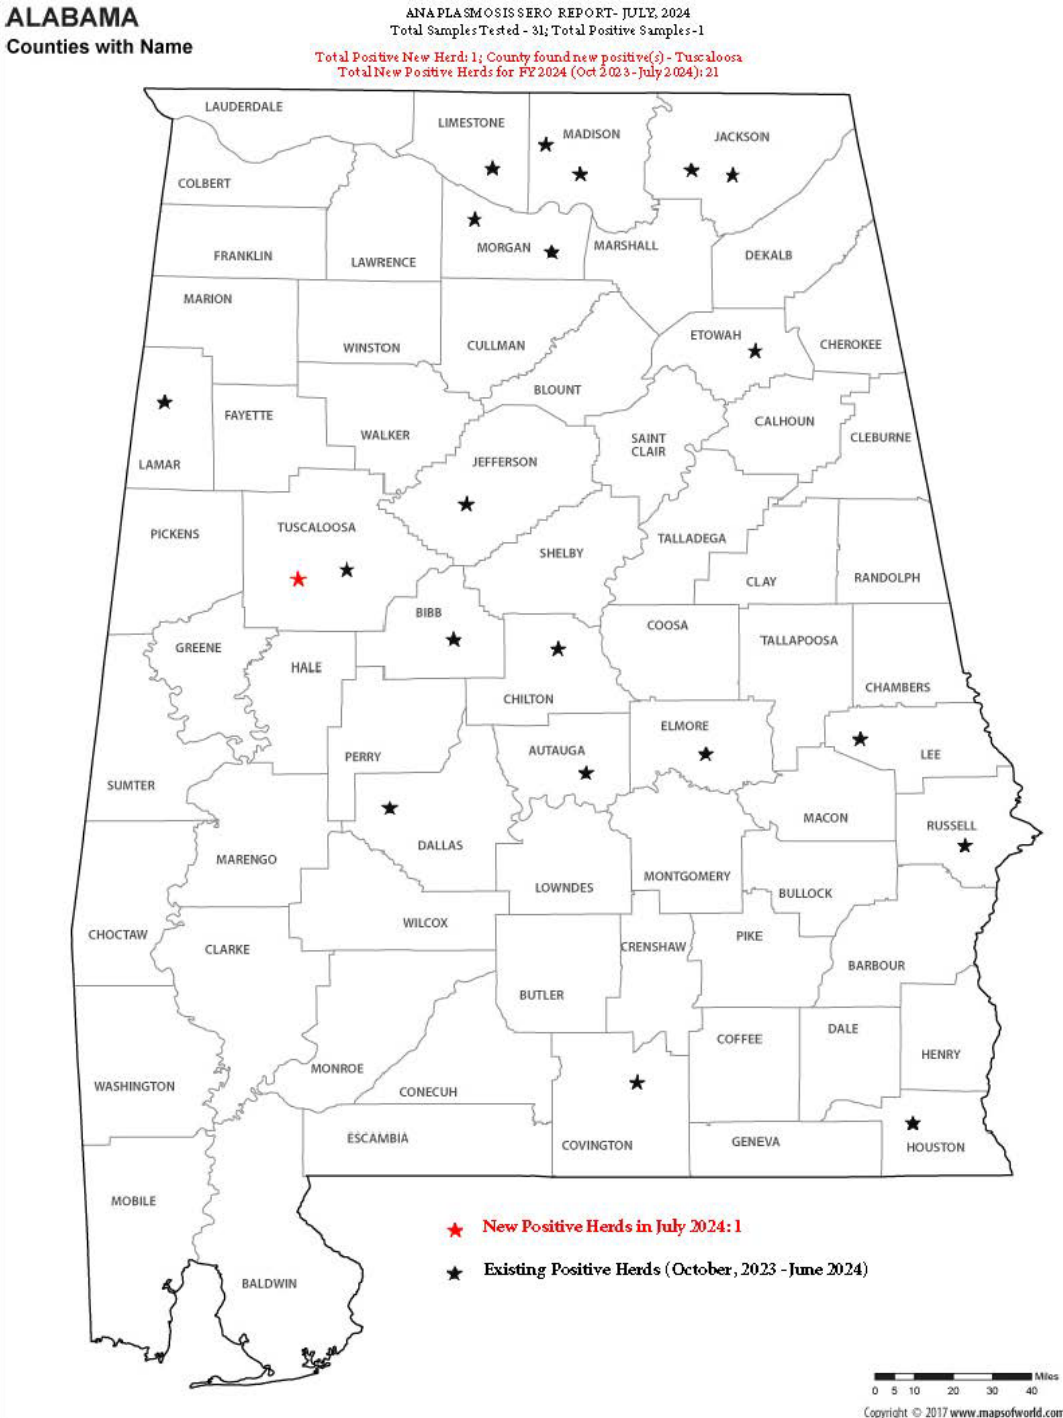 ALABAMA
Counties with Name
ANAPLASMOSIS SERO REPORT- JULY, 2024
Total Samples Tested - 31; Total Positive Samples -1
Total Positive New Herd: 1; County found new positive(s) - Tuscaloosa
Total New Positive Herds for FY 2024 (Oct 2023 - July 2024): 21
LAUDERDALE
LIMESTONE
MADISON
JACKSON
COLBERT
FRANKLIN
LAWRENCE
MORGAN
MARSHALL
DEKALB
MARION
WINSTON
CULLMAN
ETOWAH
CHEROKEE
BLOUNT
FAYETTE
WALKER
LAMAR
JEFFERSON
SAINT
CLAIR
CALHOUN
CLEBURNE
PICKENS
TUSCALOOSA
SHELBY
TALLADEGA
CLAY
RANDOLPH
BIBB
GREENE
HALE
CHILTON
COOSA
TALLAPOOSA
CHAMBERS
SUMTER
PERRY
AUTAUGA
ELMORE
LEE
DALLAS
MACON
RUSSELL
MARENGO
LOWNDES
MONTGOMERY
BULLOCK
CHOCTAW
CLARKE
WILCOX
CRENSHAW
PIKE
BARBOUR
BUTLER
WASHINGTON
MONROE
CONECUH
COFFEE
DALE
HENRY
ESCAMBIA
COVINGTON
GENEVA
HOUSTON
MOBILE
BALDWIN
New Positive Herds in July 2024: 1
Existing Positive Herds (October, 2023 - June 2024)
Miles
0 5 10 20 30 40
Copyright © 2017 www.mapsofworld.com